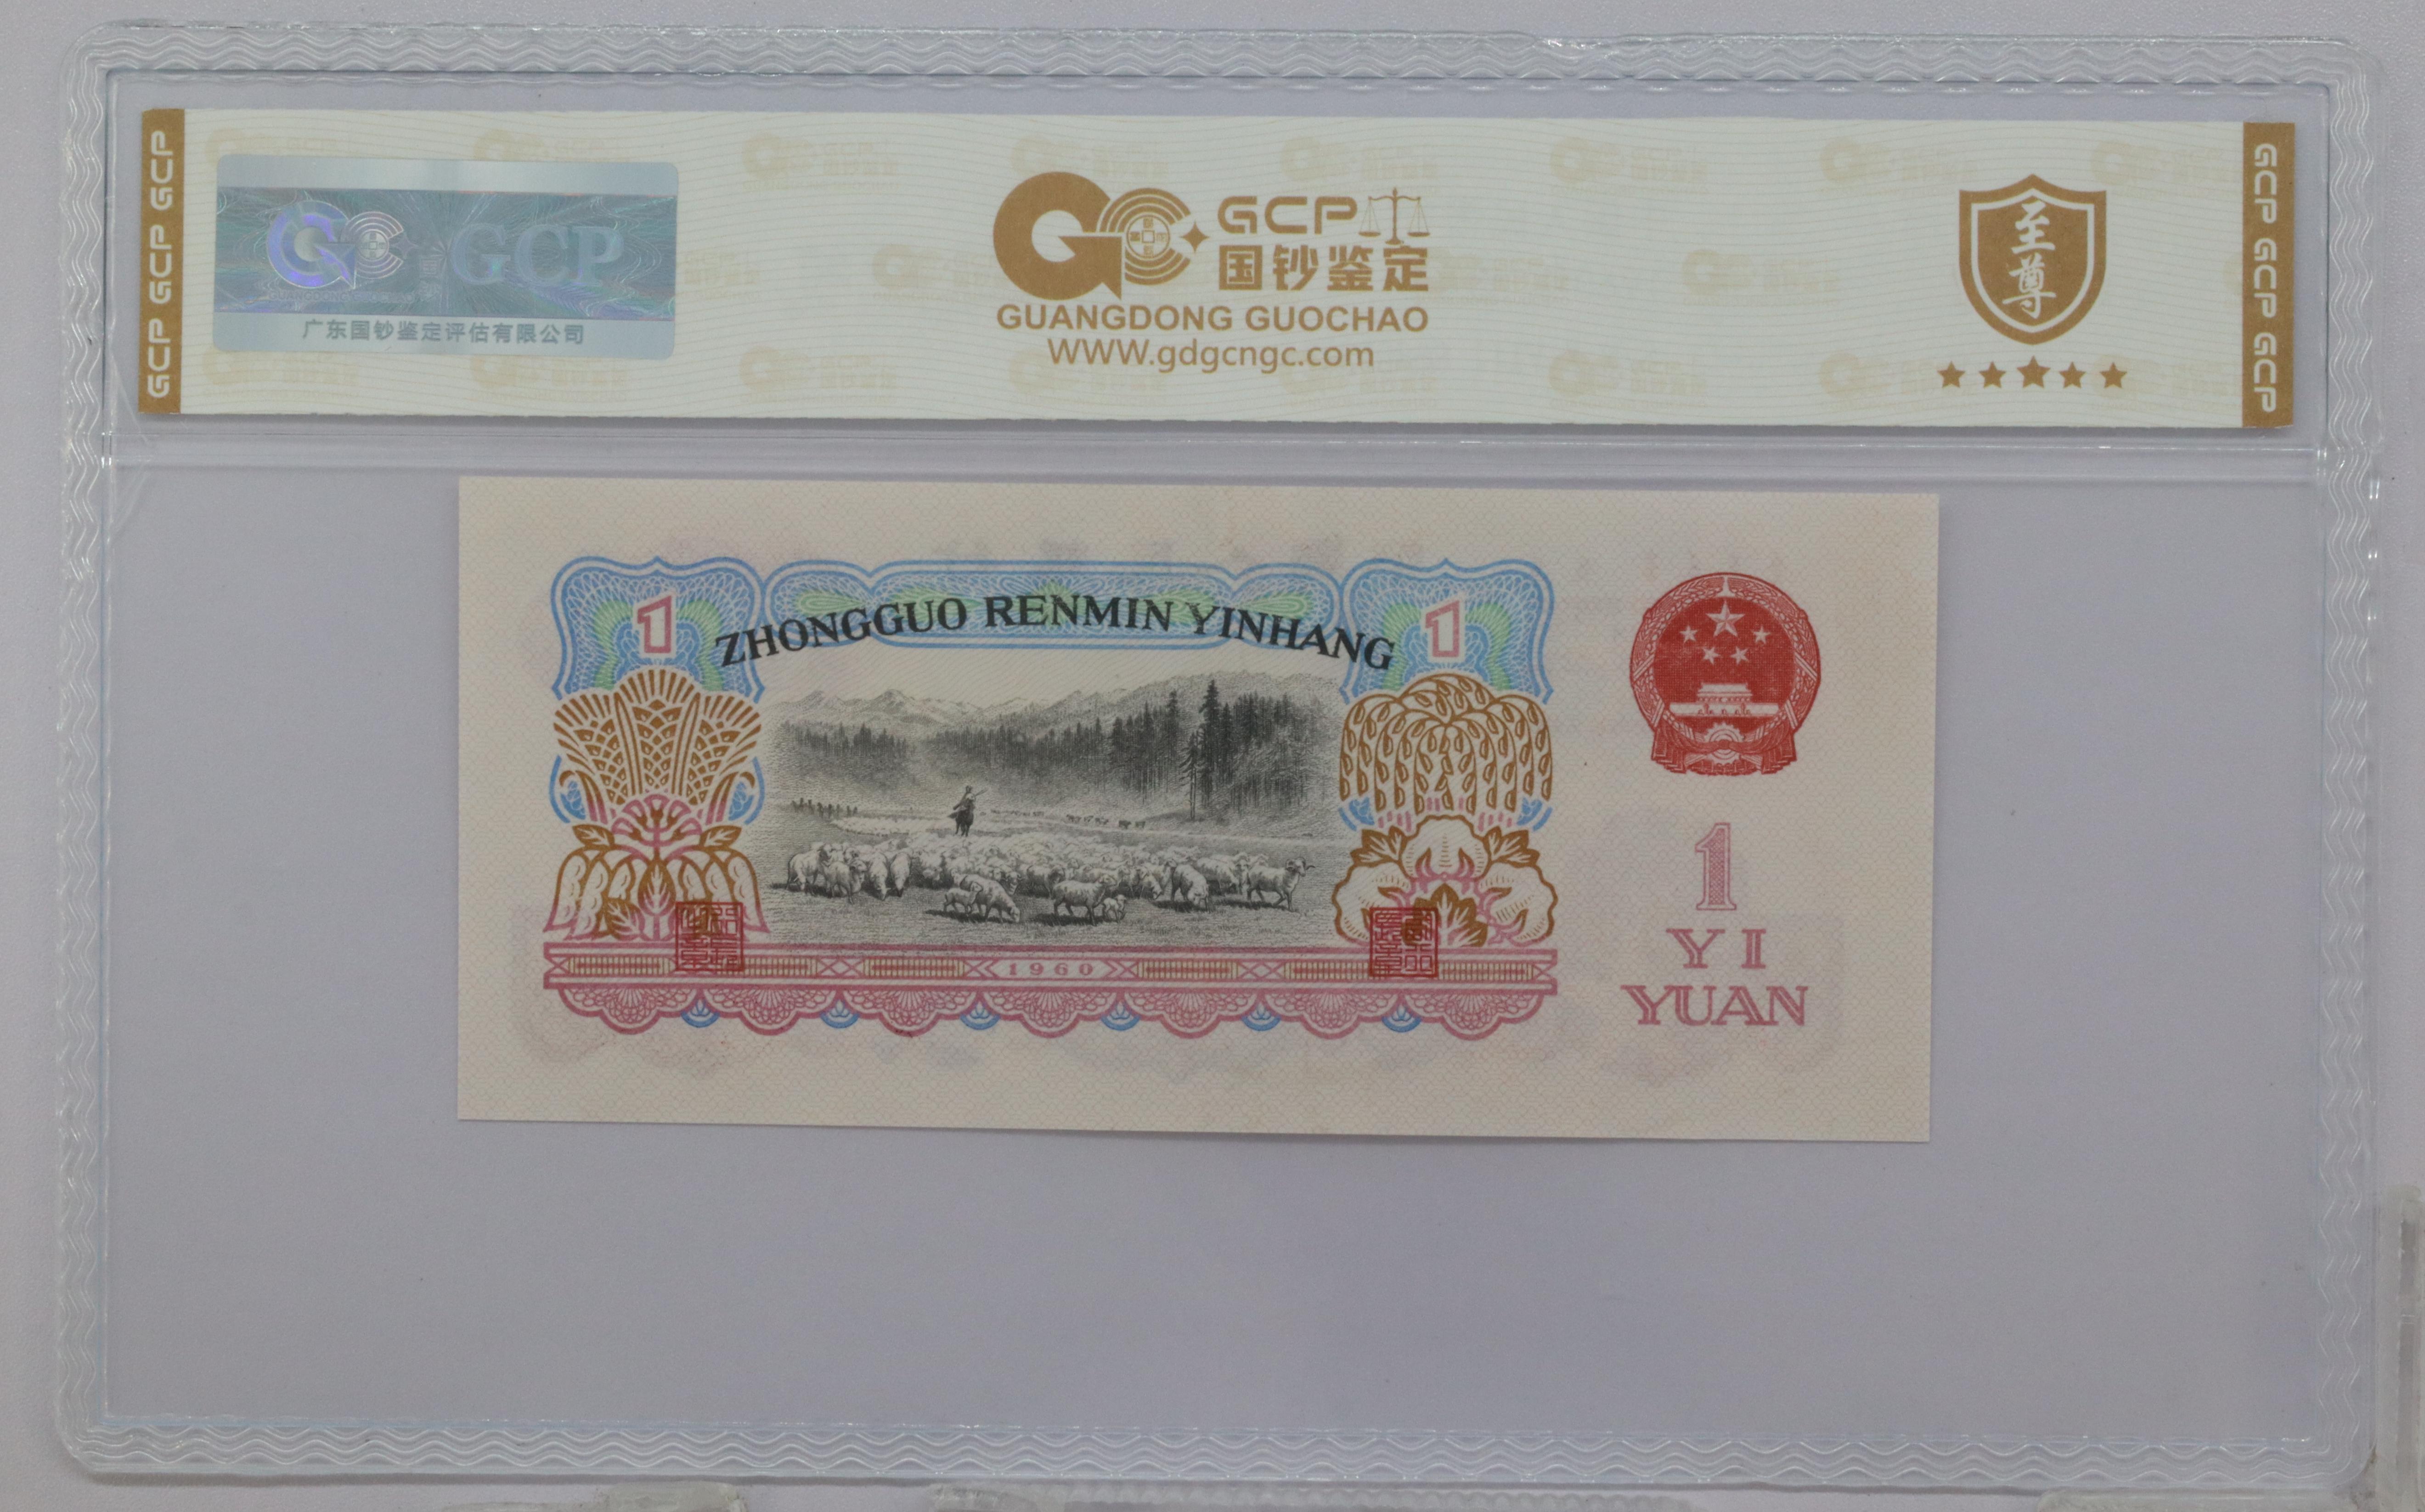 GCP GCP GCP
GCP
广东国钞鉴定评估有限公司
GCP
国钞鉴定
GUANGDONG GUOCHAO
WWW.gdgcngc.com
至
尊
GCP GCP GCP
1
ZHONGGUO RENMIN YINHANG
1
1960
1
YI
YUAN